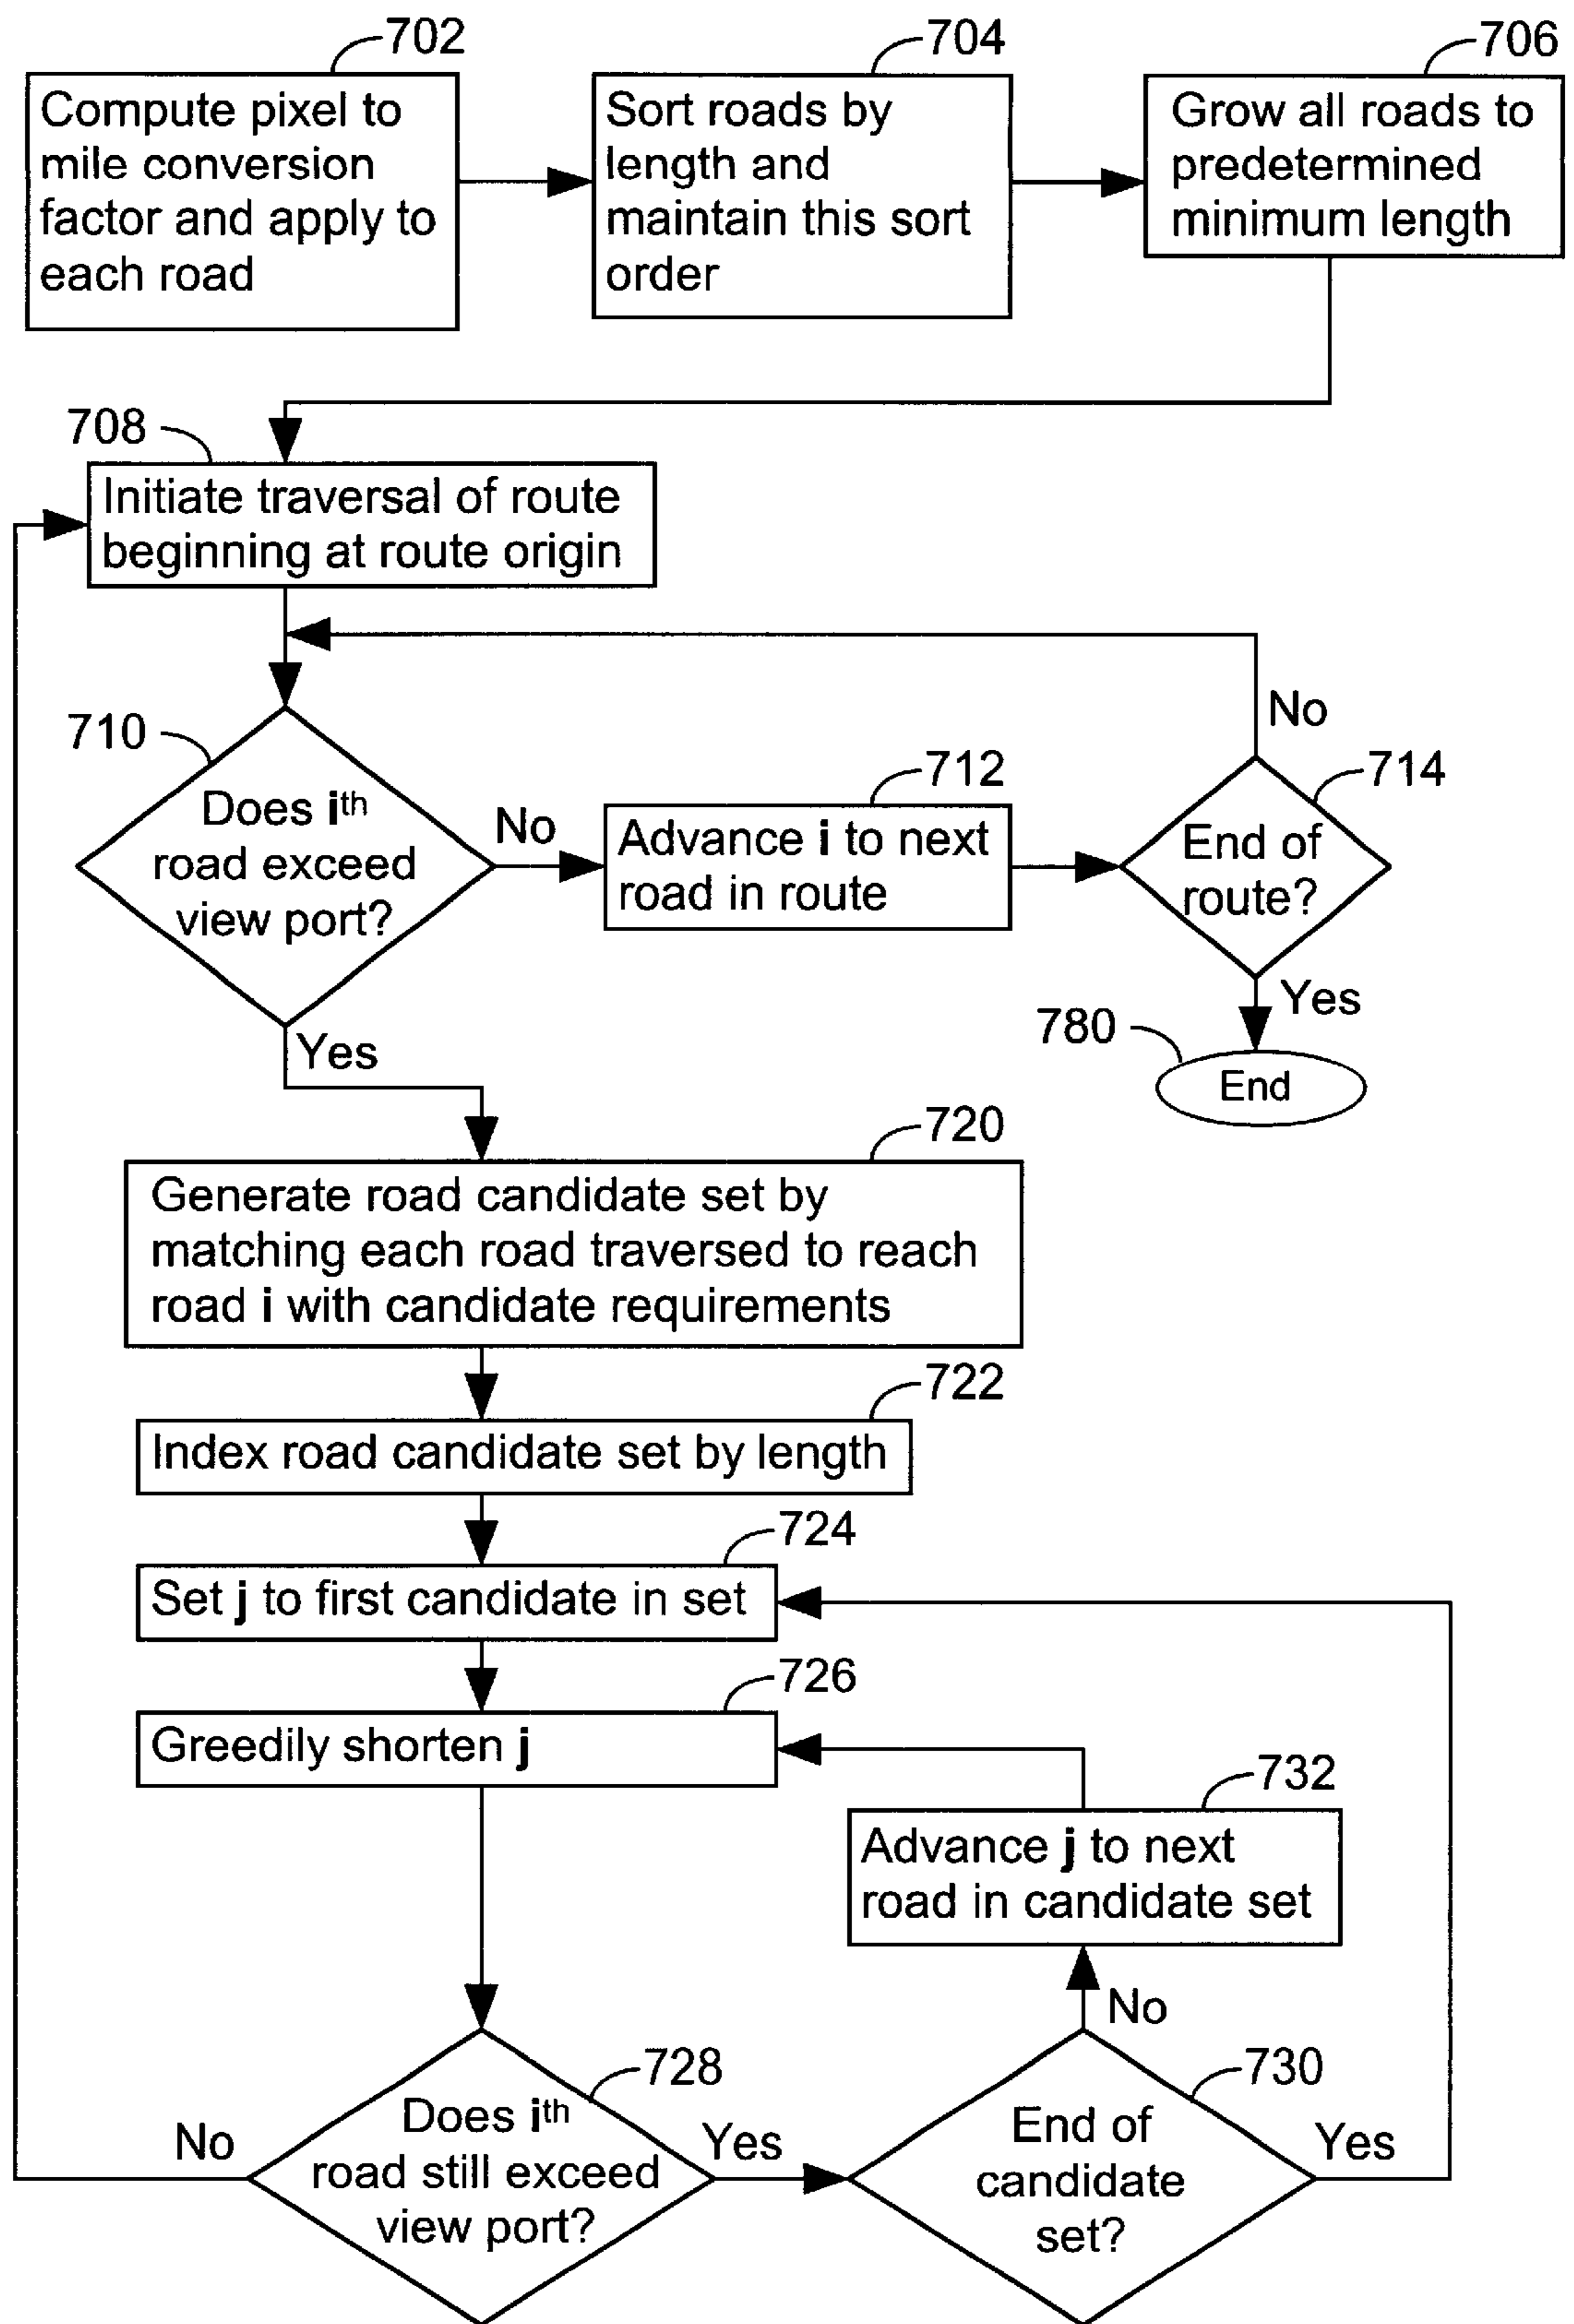 702
Compute pixel to
mile conversion
factor and apply to
each road
704
Sort roads by
length and
maintain this sort
order
706
Grow all roads to
predetermined
minimum length
708
Initiate traversal of route
beginning at route origin
710
Does ith
road exceed
view port?
No
712
Advance i to next
road in route
714
End of
route?
No
Yes
780
End
Yes
720
Generate road candidate set by
matching each road traversed to reach
road i with candidate requirements
722
Index road candidate set by length
724
Set j to first candidate in set
726
Greedily shorten j
732
Advance j to next
road in candidate set
No
728
Does ith
road still exceed
view port?
No
Yes
730
End of
candidate
set?
Yes